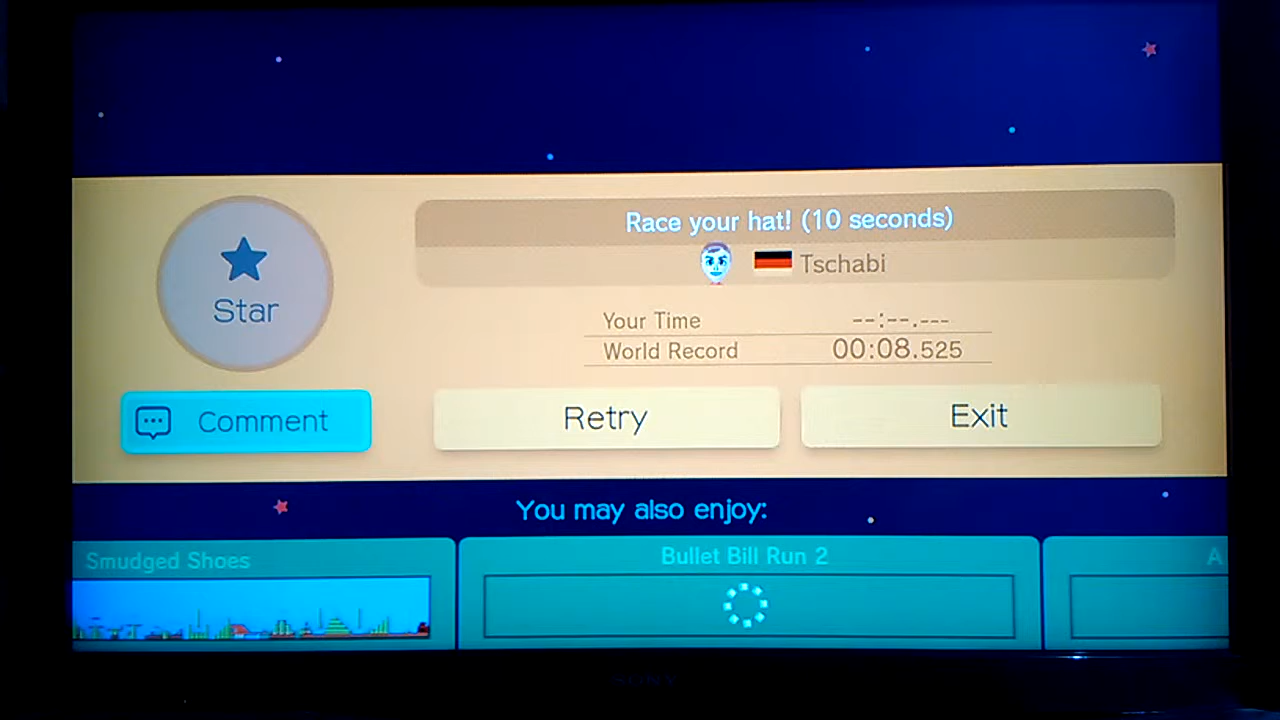 Race your hat! (10 seconds)
Tschabi
Star
Your Time --:--.---
World Record 00:08.525
Comment
Retry
Exit
You may also enjoy:
Smudged Shoes
Bullet Bill Run 2
A
SONY